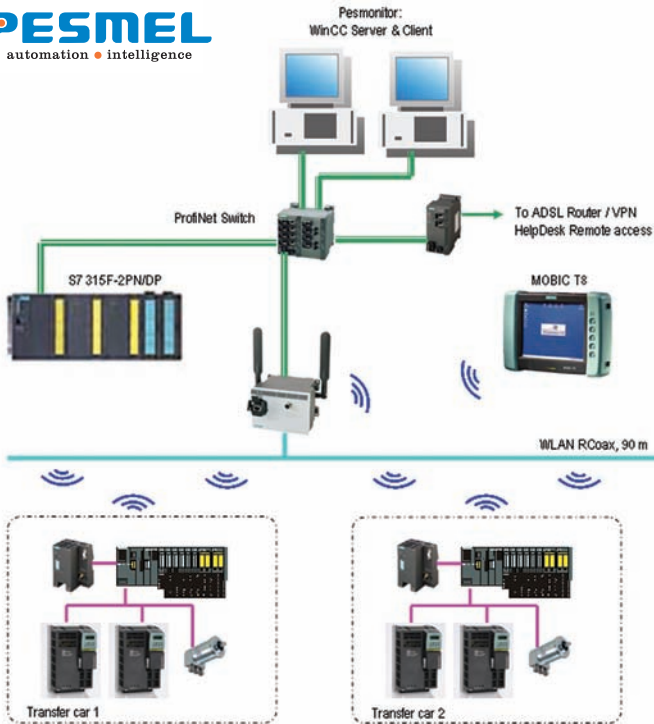 PESMEL
automation • intelligence
Pesmonitor:
WinCC Server & Client
ProfiNet Switch
To ADSL Router / VPN
HelpDesk Remote access
S7 315F-2PN/DP
MOBIC T8
WLAN RCoax, 90 m
Transfer car 1
Transfer car 2